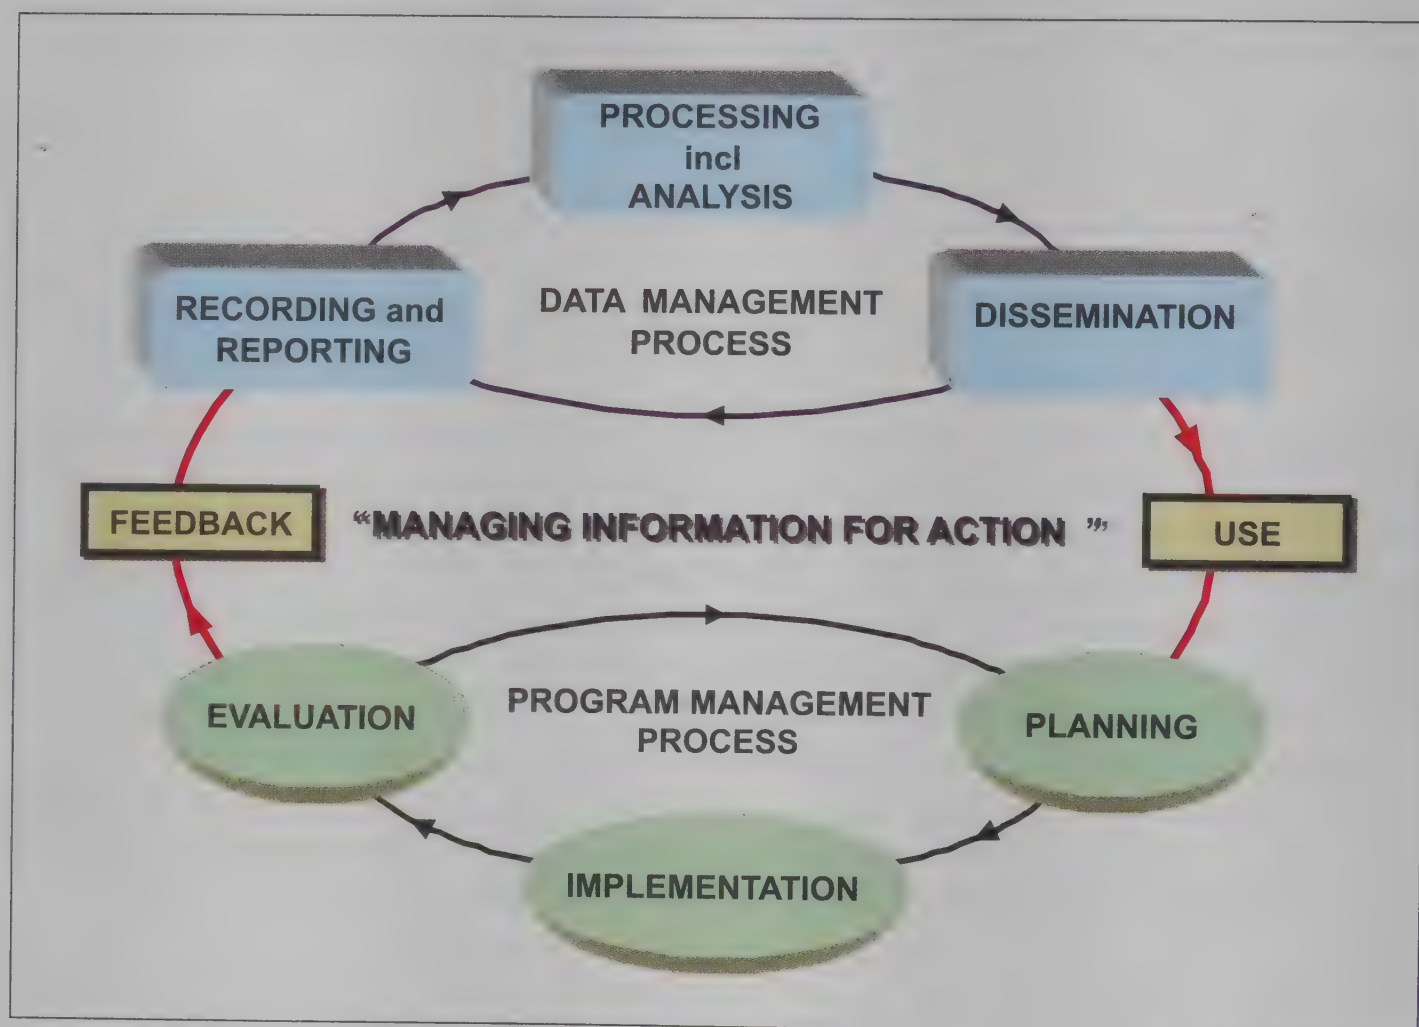 PROCESSING
incl
ANALYSIS
RECORDING and
REPORTING
DATA MANAGEMENT
PROCESS
DISSEMINATION
FEEDBACK
“MANAGING INFORMATION FOR ACTION ”
USE
EVALUATION
PROGRAM MANAGEMENT
PROCESS
PLANNING
IMPLEMENTATION